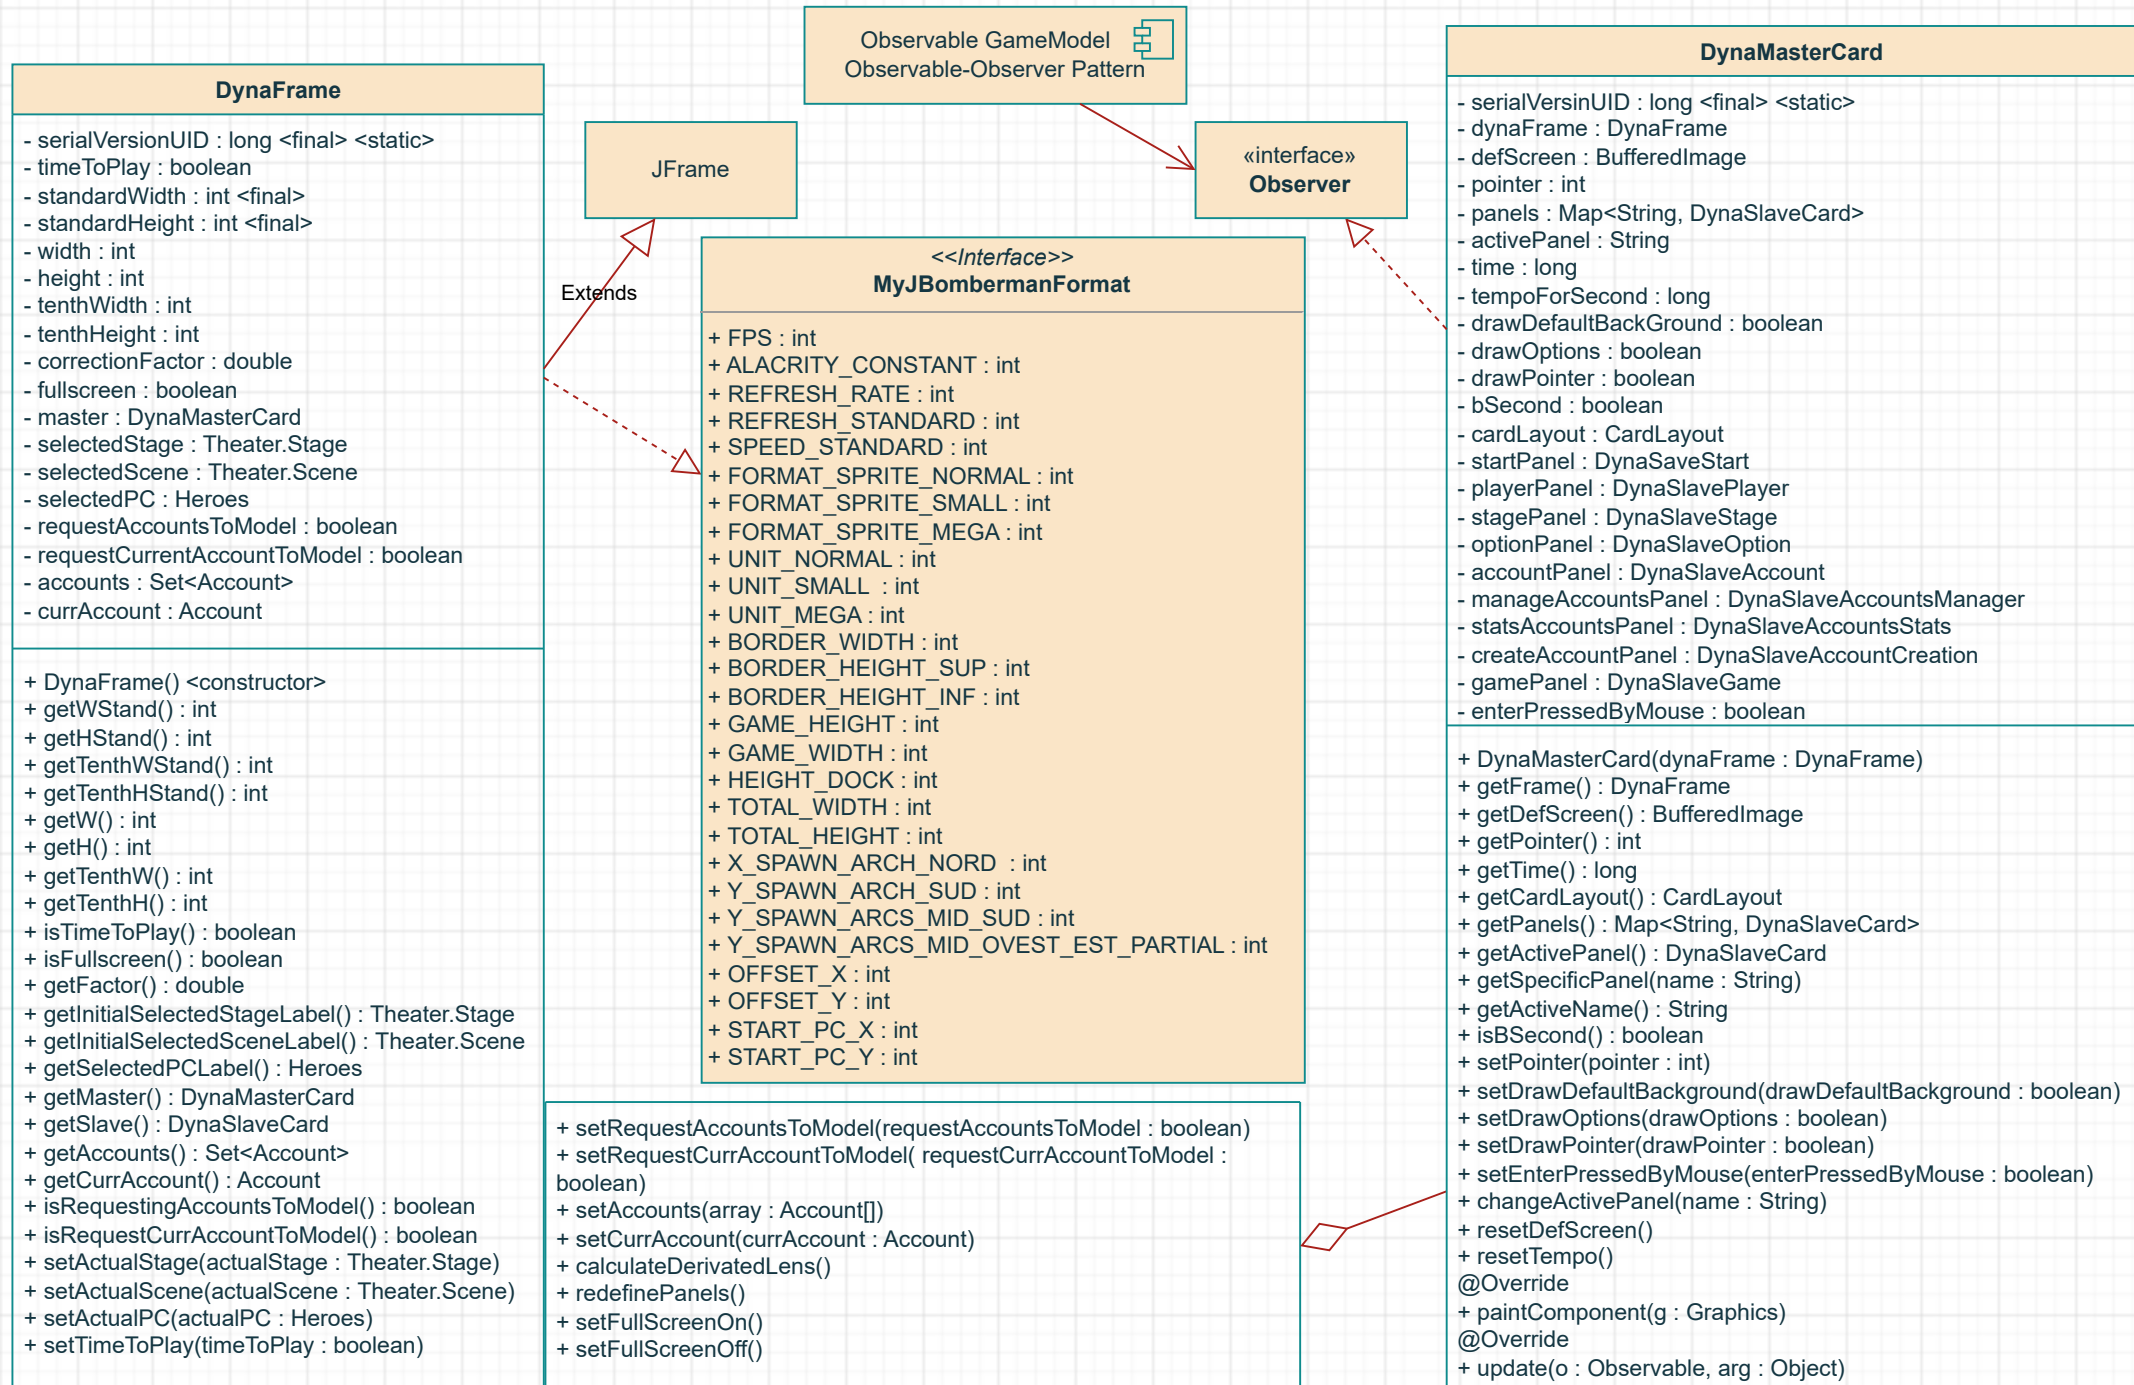 Observable GameModel
Observable-Observer Pattern
DynaFrame
- serialVersionUID : long <final> <static>
- timeToPlay : boolean
- standardWidth : int <final>
- standardHeight : int <final>
- width : int
- height : int
- tenthWidth : int
- tenthHeight : int
- correctionFactor : double
- fullscreen : boolean
- master : DynaMasterCard
- selectedStage : Theater.Stage
- selectedScene : Theater.Scene
- selectedPC : Heroes
- requestAccountsToModel : boolean
- requestCurrentAccountToModel : boolean
- accounts : Set<Account>
- currAccount : Account
+ DynaFrame() <constructor>
+ getWStand() : int
+ getHStand() : int
+ getTenthWStand() : int
+ getTenthHStand() : int
+ getW() : int
+ getH() : int
+ getTenthW() : int
+ getTenthH() : int
+ isTimeToPlay() : boolean
+ isFullscreen() : boolean
+ getFactor() : double
+ getInitialSelectedStageLabel() : Theater.Stage
+ getInitialSelectedSceneLabel() : Theater.Scene
+ getSelectedPCLabel() : Heroes
+ getMaster() : DynaMasterCard
+ getSlave() : DynaSlaveCard
+ getAccounts() : Set<Account>
+ getCurrAccount() : Account
+ isRequestingAccountsToModel() : boolean
+ isRequestCurrAccountToModel() : boolean
+ setActualStage(actualStage : Theater.Stage)
+ setActualScene(actualScene : Theater.Scene)
+ setActualPC(actualPC : Heroes)
+ setTimeToPlay(timeToPlay : boolean)
JFrame
Extends
<<Interface>>
MyJBombermanFormat
+ FPS : int
+ ALACRITY_CONSTANT : int
+ REFRESH_RATE : int
+ REFRESH_STANDARD : int
+ SPEED_STANDARD : int
+ FORMAT_SPRITE_NORMAL : int
+ FORMAT_SPRITE_SMALL : int
+ FORMAT_SPRITE_MEGA : int
+ UNIT_NORMAL : int
+ UNIT_SMALL  : int
+ UNIT_MEGA : int
+ BORDER_WIDTH : int
+ BORDER_HEIGHT_SUP : int
+ BORDER_HEIGHT_INF : int
+ GAME_HEIGHT : int
+ GAME_WIDTH : int
+ HEIGHT_DOCK : int
+ TOTAL_WIDTH : int
+ TOTAL_HEIGHT : int
+ X_SPAWN_ARCH_NORD  : int
+ Y_SPAWN_ARCH_SUD : int
+ Y_SPAWN_ARCS_MID_SUD : int
+ Y_SPAWN_ARCS_MID_OVEST_EST_PARTIAL : int
+ OFFSET_X : int
+ OFFSET_Y : int
+ START_PC_X : int
+ START_PC_Y : int
+ setRequestAccountsToModel(requestAccountsToModel : boolean)
+ setRequestCurrAccountToModel( requestCurrAccountToModel :
boolean)
+ setAccounts(array : Account[])
+ setCurrAccount(currAccount : Account)
+ calculateDerivatedLens()
+ redefinePanels()
+ setFullScreenOn()
+ setFullScreenOff()
«interface»
Observer
DynaMasterCard
- serialVersinUID : long <final> <static>
- dynaFrame : DynaFrame
- defScreen : BufferedImage
- pointer : int
- panels : Map<String, DynaSlaveCard>
- activePanel : String
- time : long
- tempoForSecond : long
- drawDefaultBackGround : boolean
- drawOptions : boolean
- drawPointer : boolean
- bSecond : boolean
- cardLayout : CardLayout
- startPanel : DynaSaveStart
- playerPanel : DynaSlavePlayer
- stagePanel : DynaSlaveStage
- optionPanel : DynaSlaveOption
- accountPanel : DynaSlaveAccount
- manageAccountsPanel : DynaSlaveAccountsManager
- statsAccountsPanel : DynaSlaveAccountsStats
- createAccountPanel : DynaSlaveAccountCreation
- gamePanel : DynaSlaveGame
- enterPressedByMouse : boolean
+ DynaMasterCard(dynaFrame : DynaFrame)
+ getFrame() : DynaFrame
+ getDefScreen() : BufferedImage
+ getPointer() : int
+ getTime() : long
+ getCardLayout() : CardLayout
+ getPanels() : Map<String, DynaSlaveCard>
+ getActivePanel() : DynaSlaveCard
+ getSpecificPanel(name : String)
+ getActiveName() : String
+ isBSecond() : boolean
+ setPointer(pointer : int)
+ setDrawDefaultBackground(drawDefaultBackground : boolean)
+ setDrawOptions(drawOptions : boolean)
+ setDrawPointer(drawPointer : boolean)
+ setEnterPressedByMouse(enterPressedByMouse : boolean)
+ changeActivePanel(name : String)
+ resetDefScreen()
+ resetTempo()
@Override
+ paintComponent(g : Graphics)
@Override
+ update(o : Observable, arg : Object)